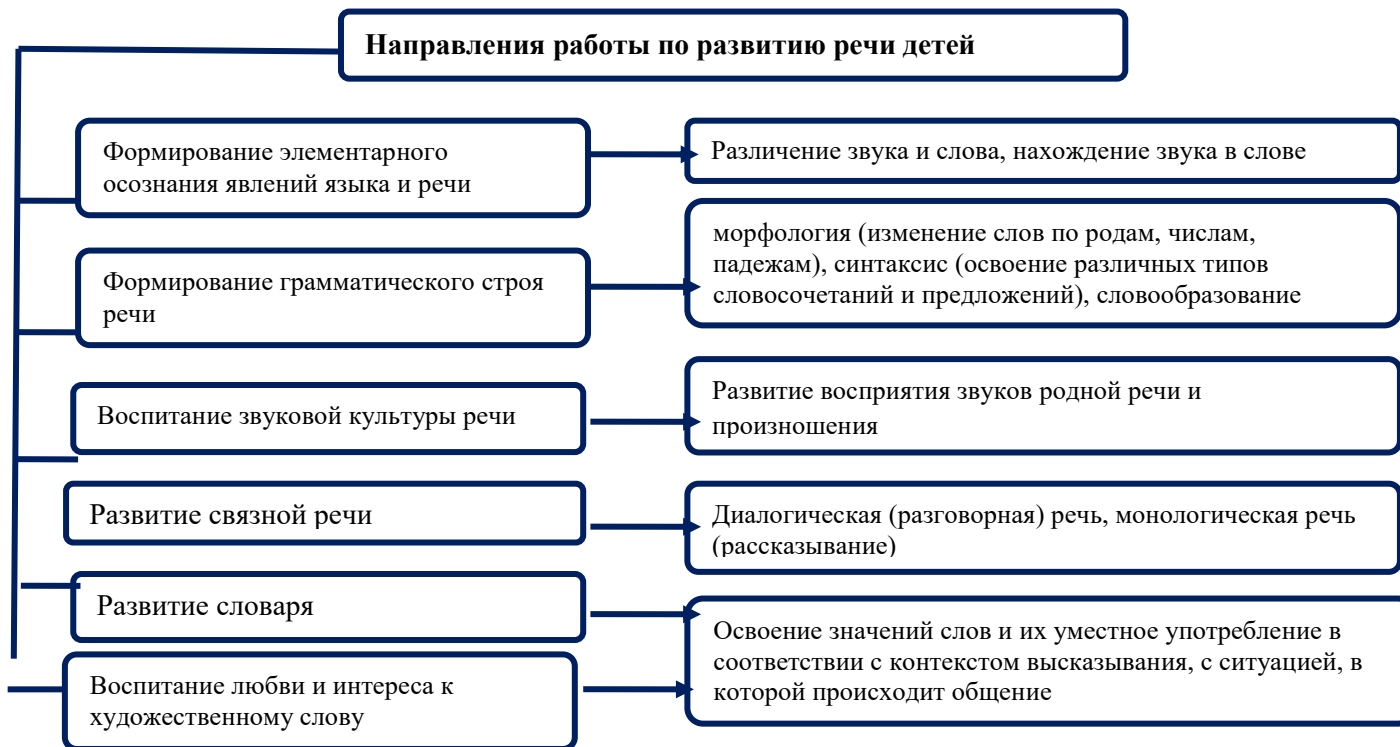 Направления работы по развитию речи детей
Формирование элементарного
осознания явлений языка и речи
Различение звука и слова, нахождение звука в слове
Формирование грамматического строя
речи
морфология (изменение слов по родам, числам,
падежам), синтаксис (освоение различных типов
словосочетаний и предложений), словообразование
Воспитание звуковой культуры речи
Развитие восприятия звуков родной речи и
произношения
Развитие связной речи
Диалогическая (разговорная) речь, монологическая речь
(рассказывание)
Развитие словаря
Освоение значений слов и их уместное употребление в
соответствии с контекстом высказывания, с ситуацией, в
которой происходит общение
Воспитание любви и интереса к
художественному слову